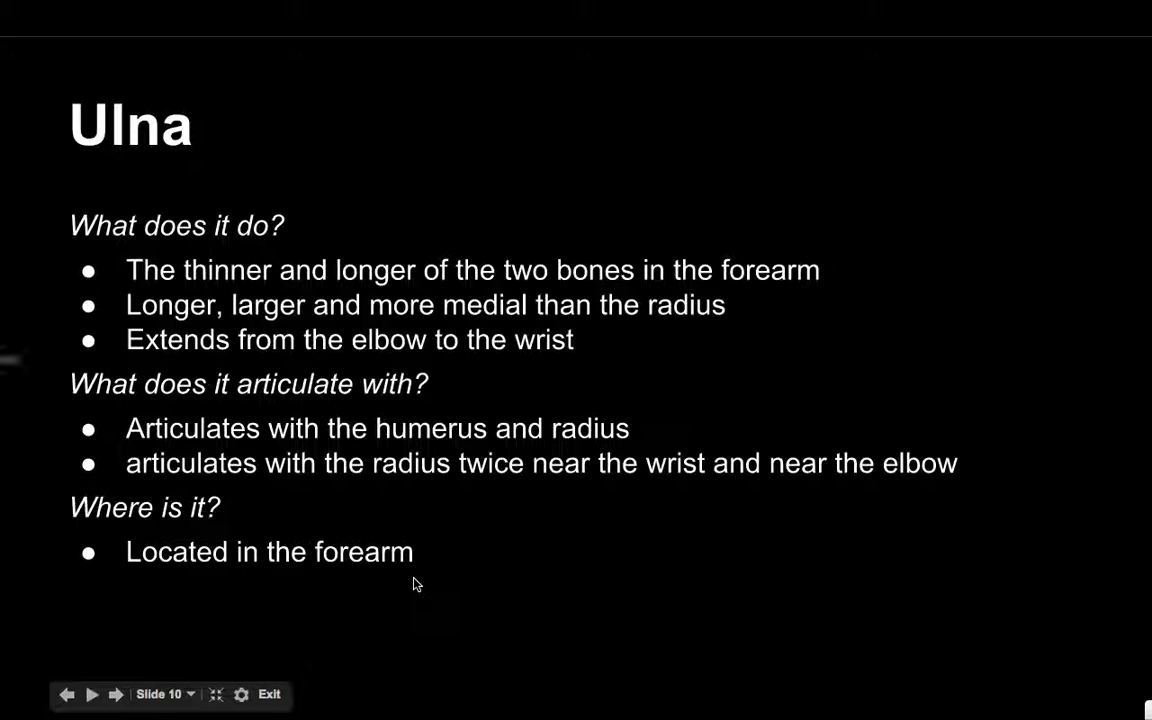 Ulna
What does it do?
● The thinner and longer of the two bones in the forearm
● Longer, larger and more medial than the radius
● Extends from the elbow to the wrist
What does it articulate with?
● Articulates with the humerus and radius
● articulates with the radius twice near the wrist and near the elbow
Where is it?
● Located in the forearm
Slide 10 Exit